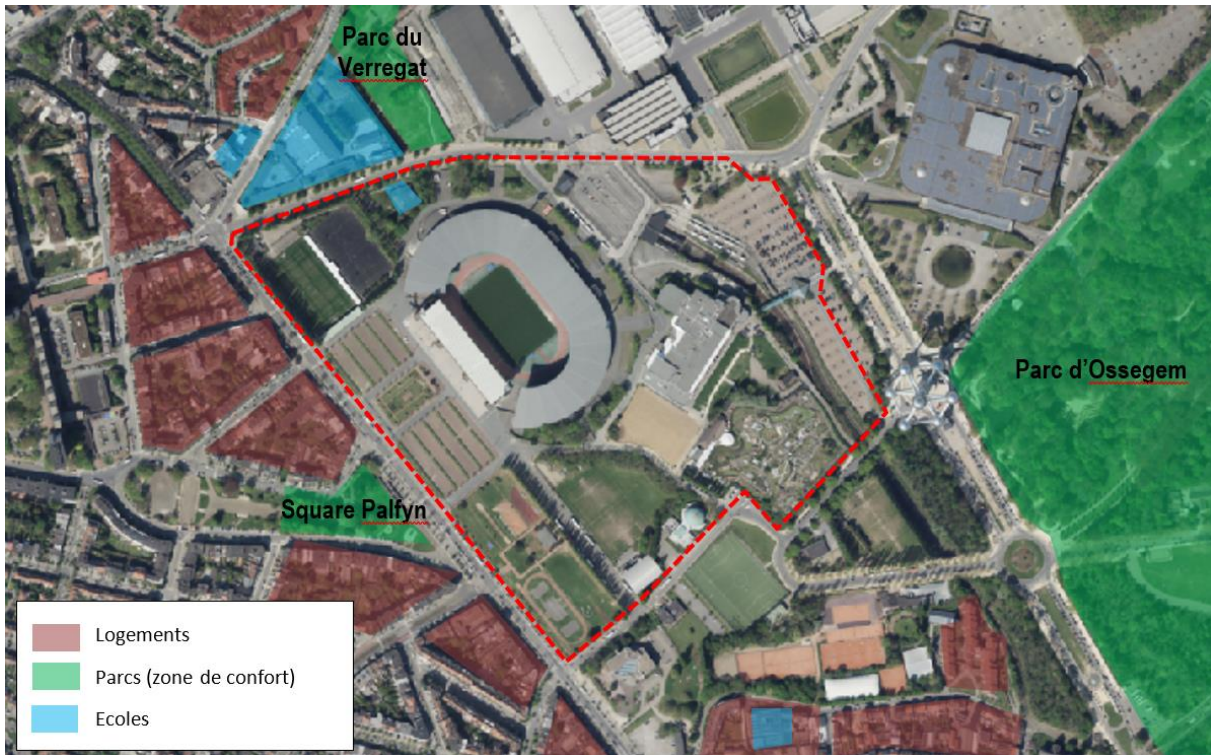 Parc du
Verregat
Parc d'Ossegem
Square Palfyn
Logements
Parcs (zone de confort)
Ecoles